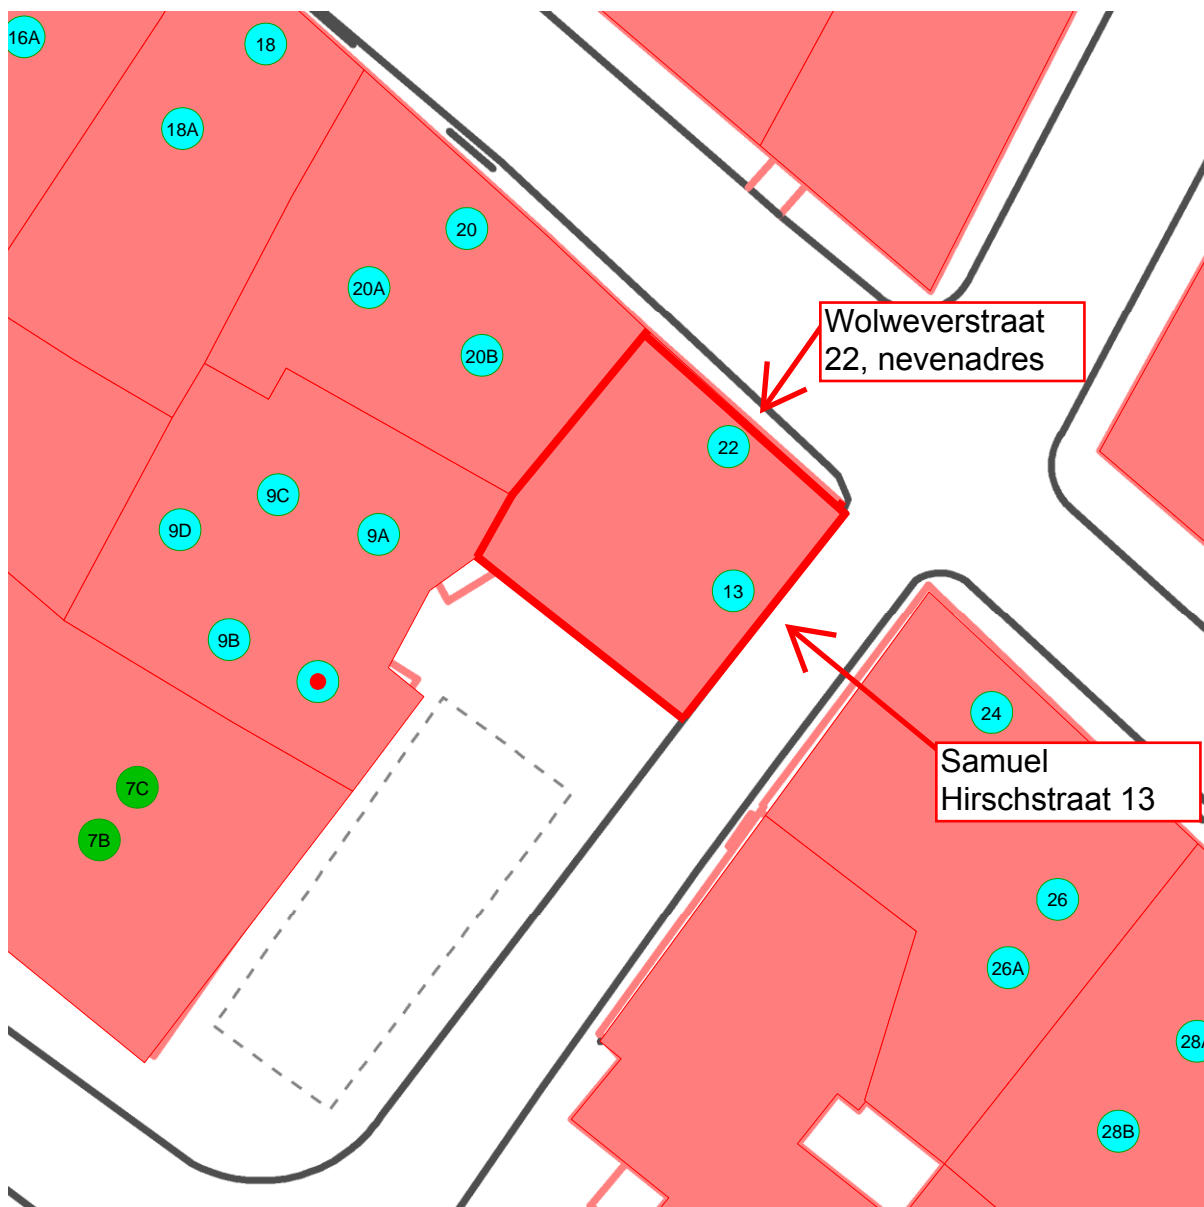 16A
18
18A
20
20A
20B
Wolweverstraat
22, nevenadres
22
9C
9D
9A
13
9B
24
Samuel
Hirschstraat 13
7C
7B
26
26A
28A
28B